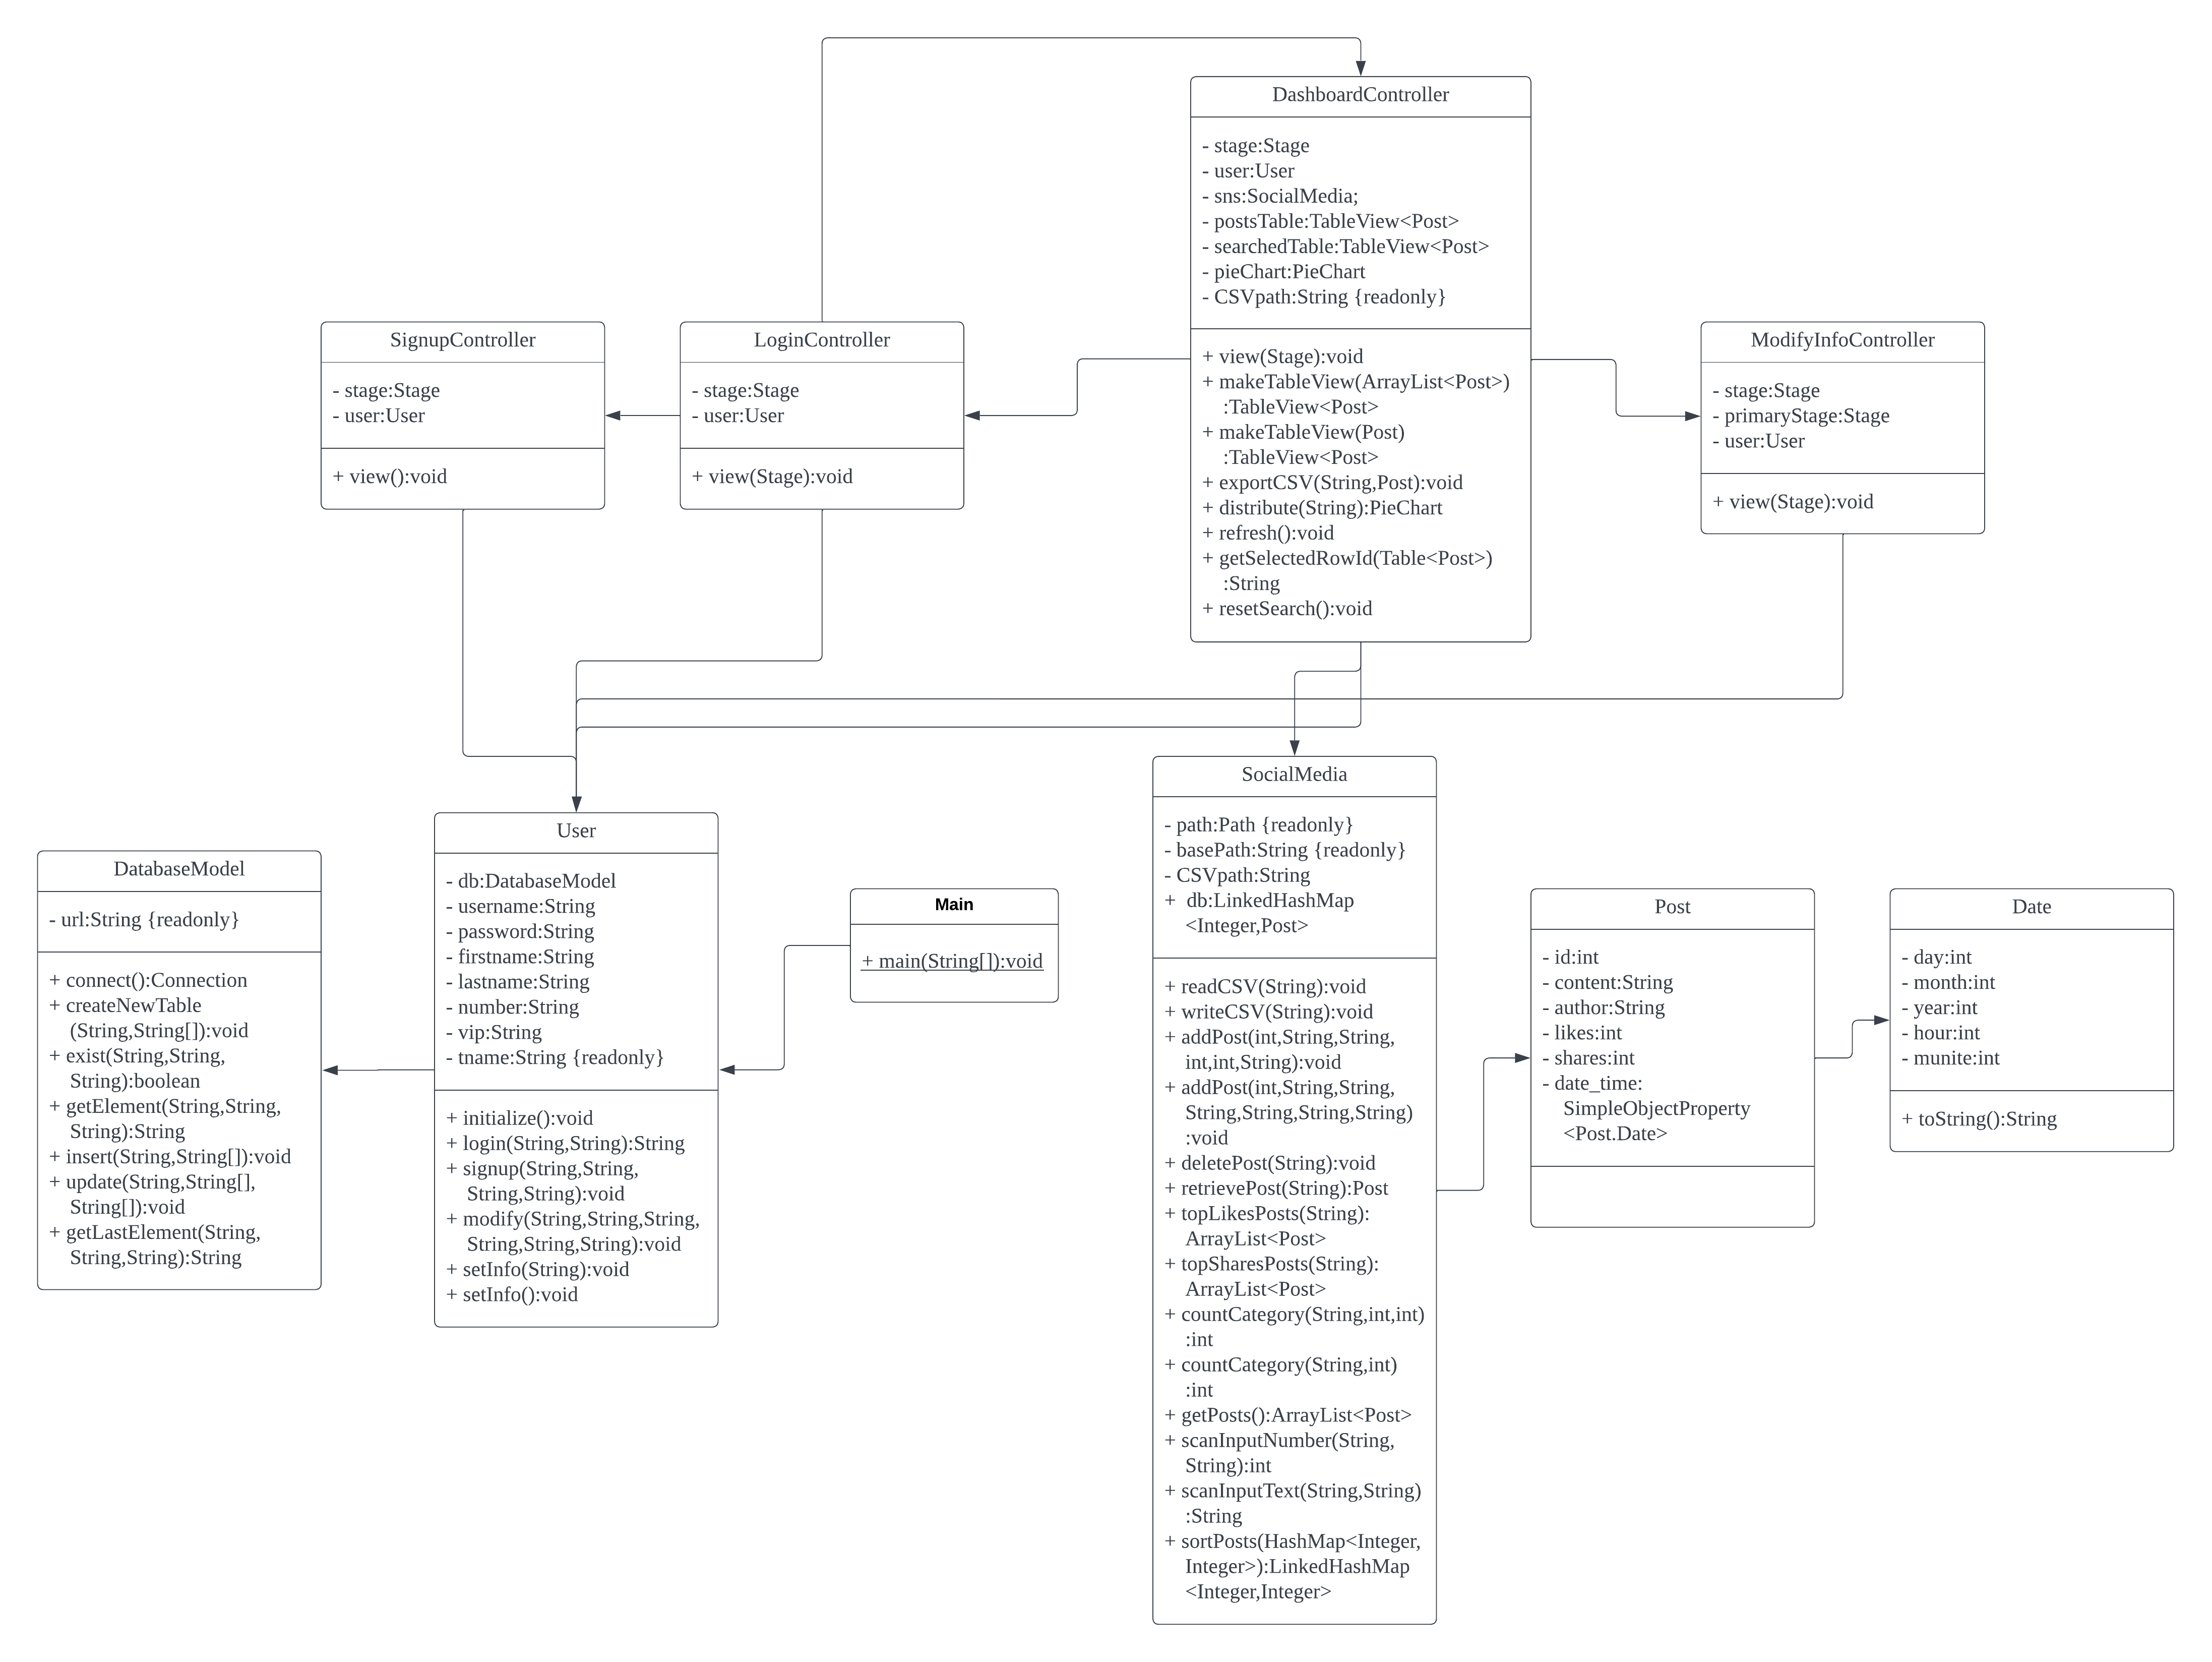 DashboardController
- stage:Stage
- user:User
- sns:SocialMedia;
- postsTable:TableView<Post>
- searchedTable:TableView<Post>
- pieChart:PieChart
- CSVpath:String {readonly}
+ view(Stage):void
+ makeTableView(ArrayList<Post>)
:TableView<Post>
+ makeTableView(Post)
:TableView<Post>
+ exportCSV(String,Post):void
+ distribute(String):PieChart
+ refresh():void
+ getSelectedRowId(Table<Post>)
:String
+ resetSearch():void
SignupController
- stage:Stage
- user:User
+ view():void
LoginController
- stage:Stage
- user:User
+ view(Stage):void
ModifyInfoController
- stage:Stage
- primaryStage:Stage
- user:User
+ view(Stage):void
DatabaseModel
- url:String {readonly}
+ connect():Connection
+ createNewTable
(String,String[]):void
+ exist(String,String,
String):boolean
+ getElement(String,String,
String):String
+ insert(String,String[]):void
+ update(String,String[],
String[]):void
+ getLastElement(String,
String,String):String
User
- db:DatabaseModel
- username:String
- password:String
- firstname:String
- lastname:String
- number:String
- vip:String
- tname:String {readonly}
+ initialize():void
+ login(String,String):String
+ signup(String,String,
String,String):void
+ modify(String,String,String,
String,String,String):void
+ setInfo(String):void
+ setInfo():void
Main
+ main(String[]):void
SocialMedia
- path:Path {readonly}
- basePath:String {readonly}
- CSVpath:String
+ db:LinkedHashMap
<Integer,Post>
+ readCSV(String):void
+ writeCSV(String):void
+ addPost(int,String,String,
int,int,String):void
+ addPost(int,String,String,
String,String,String,String)
:void
+ deletePost(String):void
+ retrievePost(String):Post
+ topLikesPosts(String):
ArrayList<Post>
+ topSharesPosts(String):
ArrayList<Post>
+ countCategory(String,int,int)
:int
+ countCategory(String,int)
:int
+ getPosts():ArrayList<Post>
+ scanInputNumber(String,
String):int
+ scanInputText(String,String)
:String
+ sortPosts(HashMap<Integer,
Integer>):LinkedHashMap
<Integer,Integer>
Post
- id:int
- content:String
- author:String
- likes:int
- shares:int
- date_time:
SimpleObjectProperty
<Post.Date>
Date
- day:int
- month:int
- year:int
- hour:int
- munite:int
+ toString():String